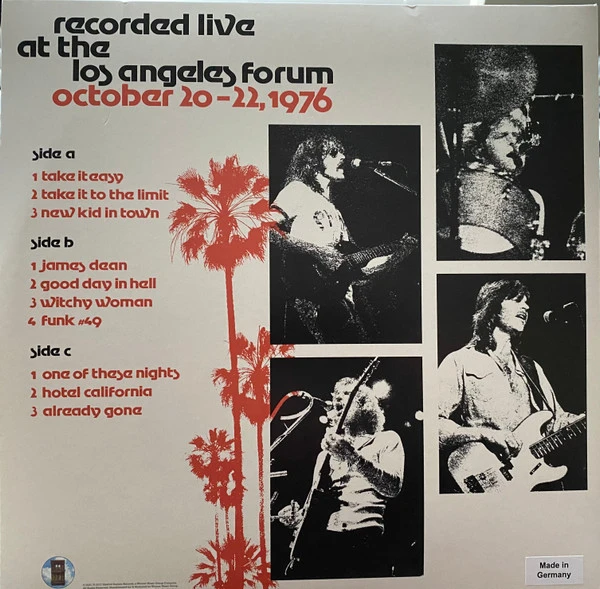 recorded live
at the
los angeles forum
october 20-22, 1976
side a
1 take it easy
2 take it to the limit
3 new kid in town
side b
1 james dean
2 good day in hell
3 witchy woman
4 funk #49
side c
1 one of these nights
2 hotel california
3 already gone
Made in
Germany